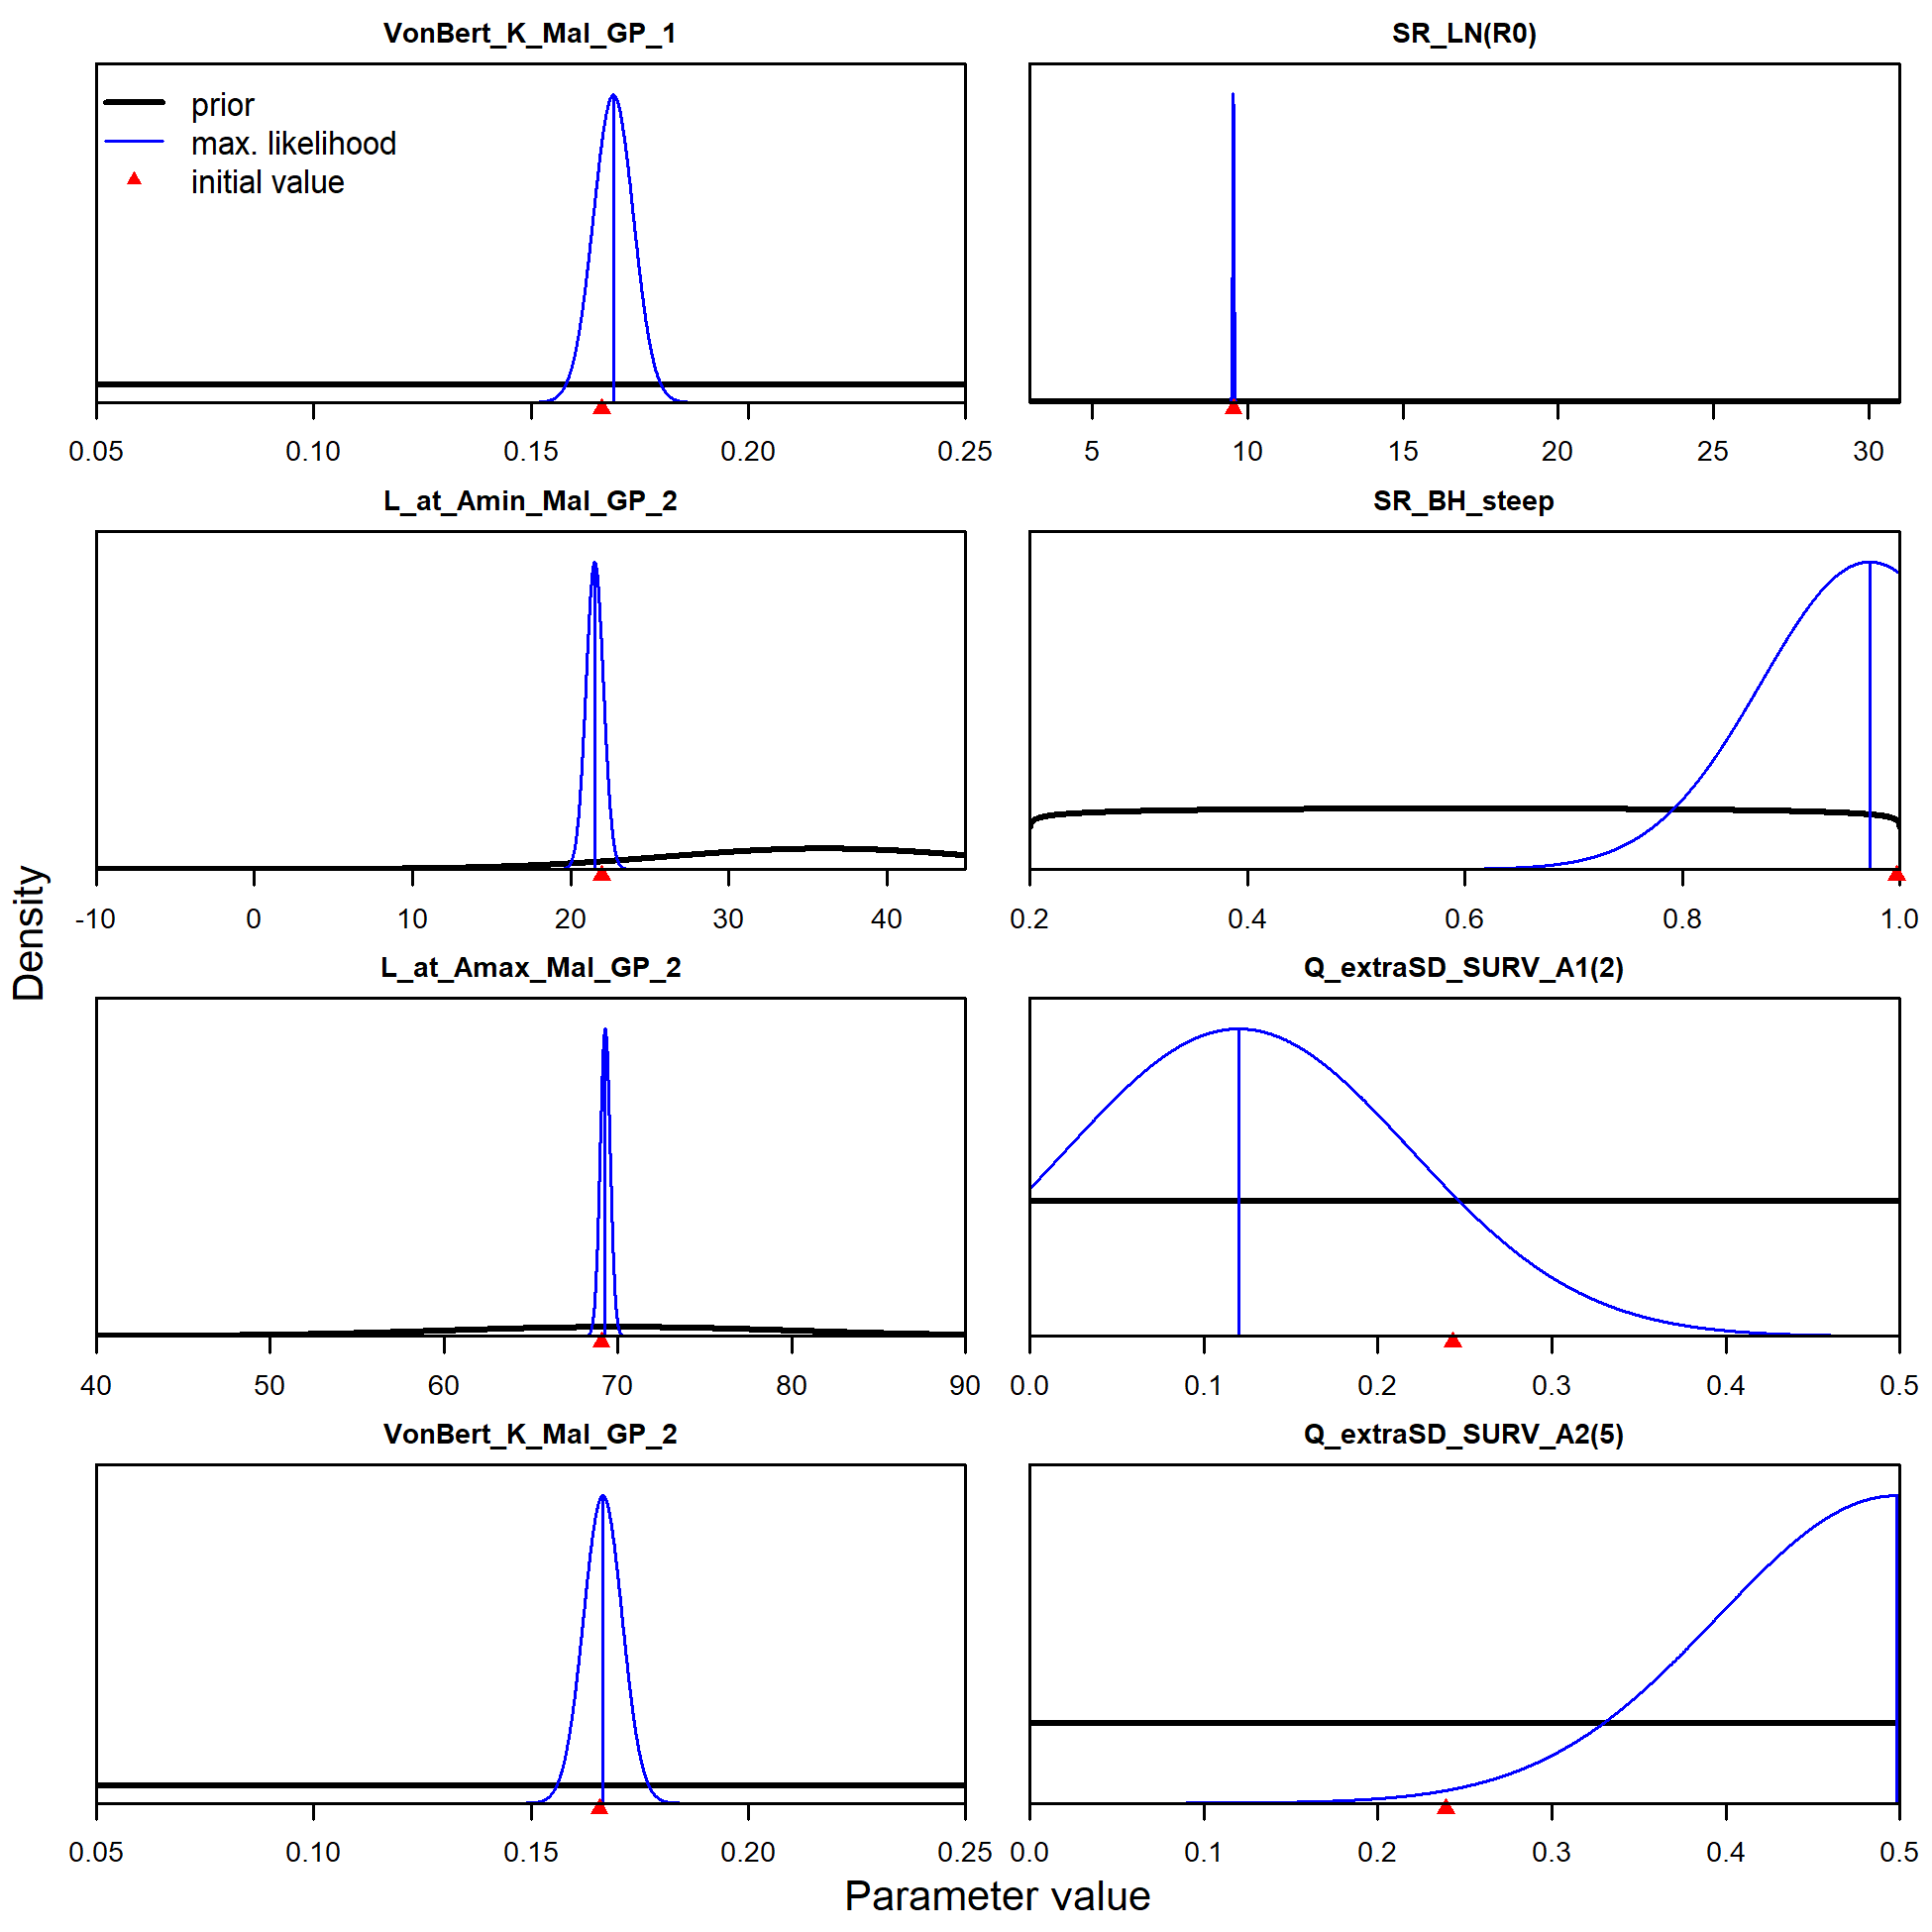 VonBert_K_Mal_GP_1
prior
max. likelihood
initial value
0.05 0.10 0.15 0.20 0.25
SR_LN(R0)
5 10 15 20 25 30
L_at_Amin_Mal_GP_2
-10 0 10 20 30 40
SR_BH_steep
0.2 0.4 0.6 0.8 1.0
L_at_Amax_Mal_GP_2
40 50 60 70 80 90
Q_extraSD_SURV_A1(2)
0.0 0.1 0.2 0.3 0.4 0.5
VonBert_K_Mal_GP_2
0.05 0.10 0.15 0.20 0.25
Q_extraSD_SURV_A2(5)
0.0 0.1 0.2 0.3 0.4 0.5
Density
Parameter value